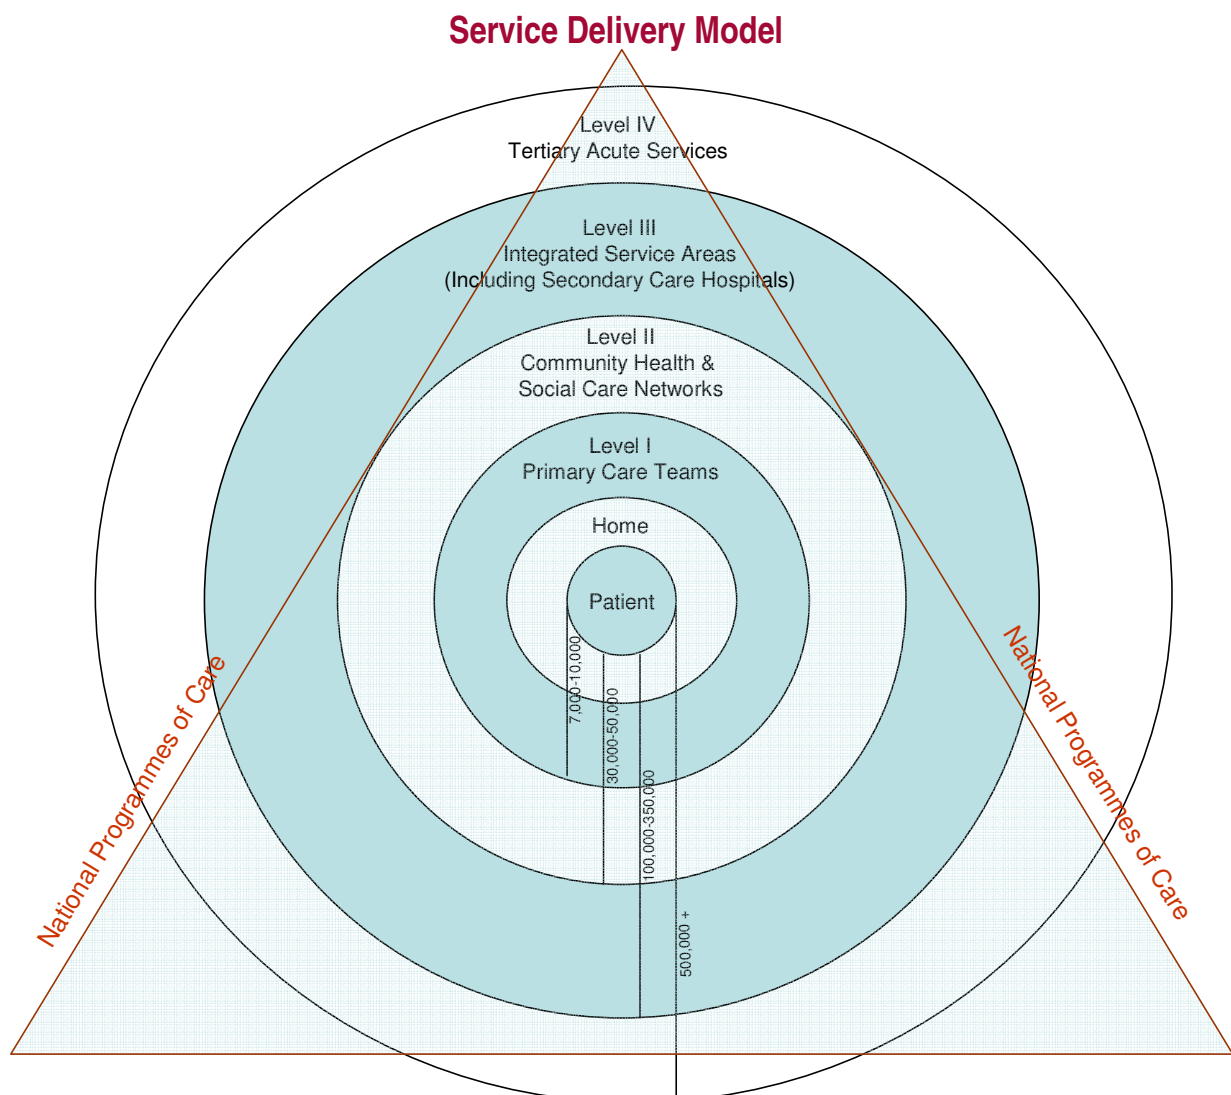 Service Delivery Model
Level IV
Tertiary Acute Services
Level III
Integrated Service Areas
(Including Secondary Care Hospitals)
Level II
Community Health &
Social Care Networks
Level I
Primary Care Teams
Home
Patient
7,000-10,000
30,000-50,000
100,000-350,000
500,000 +
National Programmes of Care
National Programmes of Care